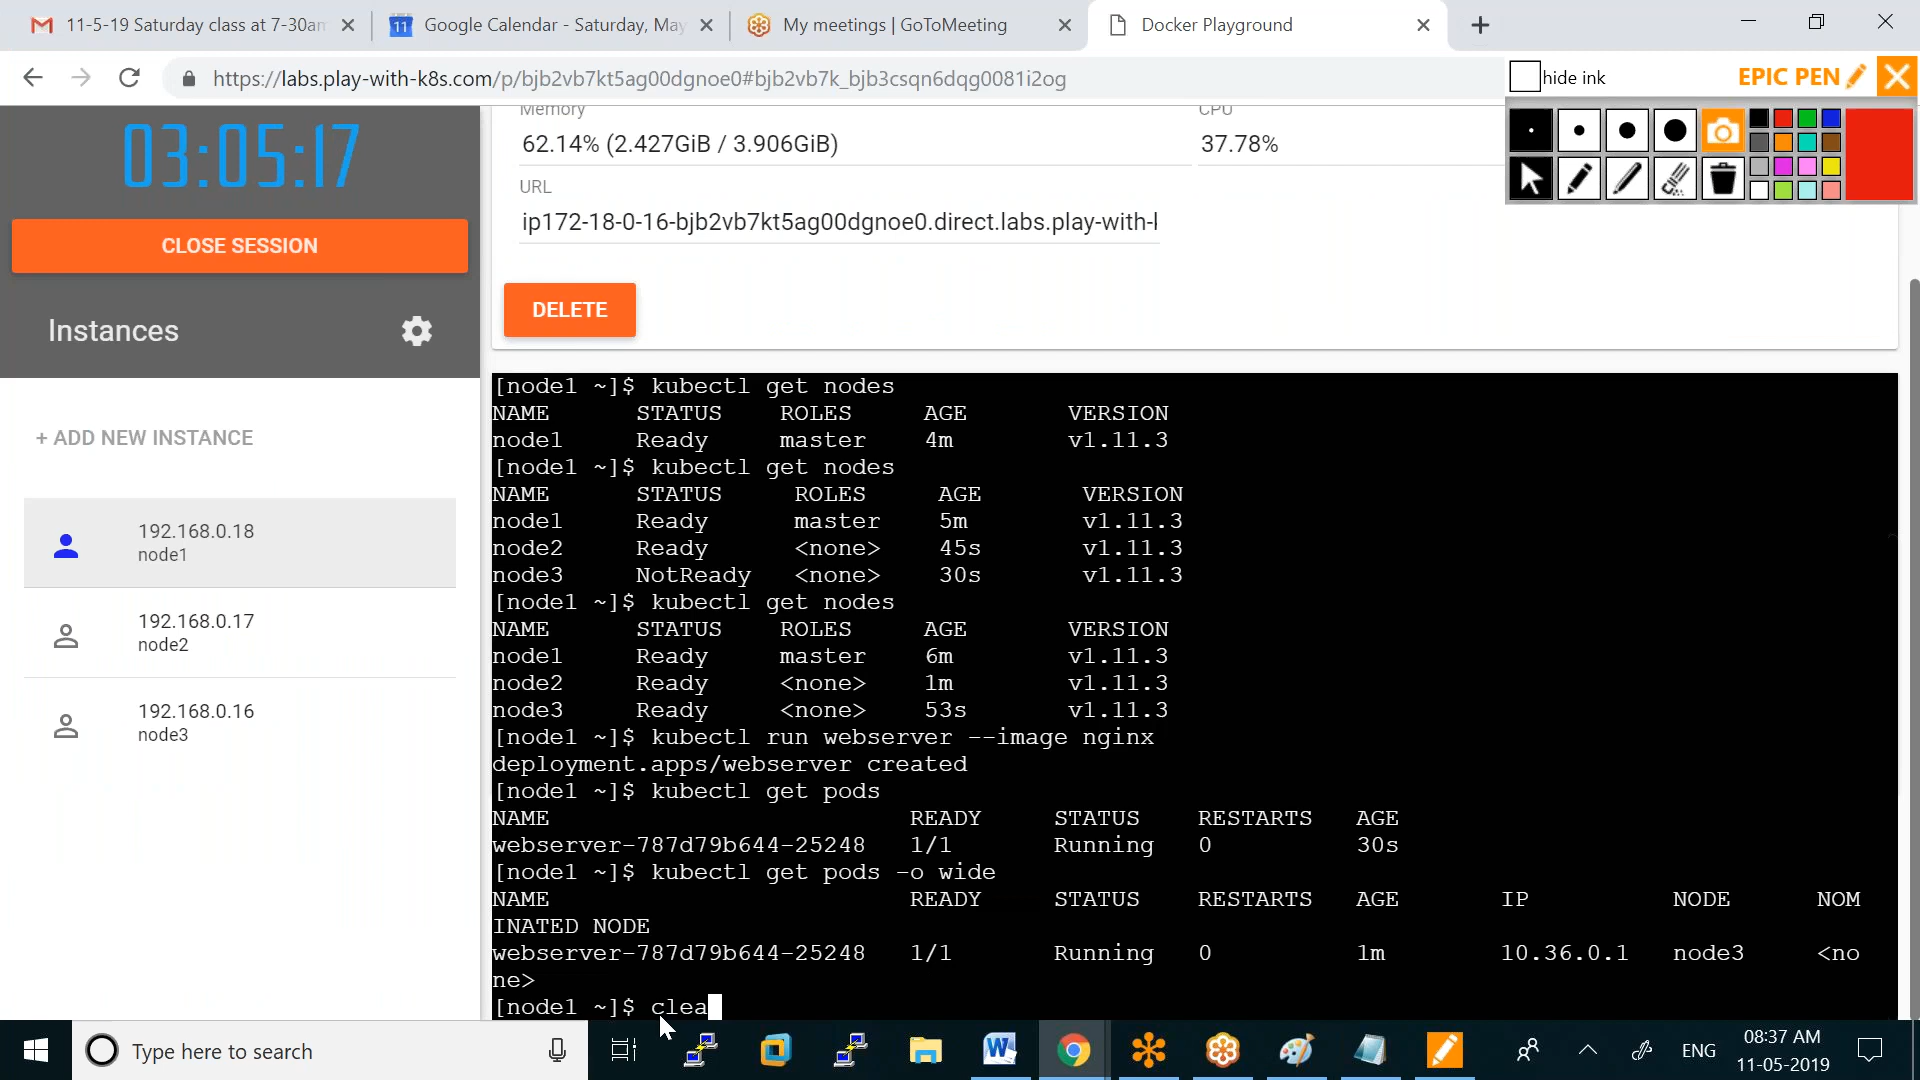 11-5-19 Saturday class at 7-30am
Google Calendar - Saturday, May
My meetings | GoToMeeting
Docker Playground
https://labs.play-with-k8s.com/p/bjb2vb7kt5ag00dgnoe0#bjb2vb7k_bjb3csqn6dqg0081i2og
hide ink
EPIC PEN
03:05:17
CLOSE SESSION
Instances
+ ADD NEW INSTANCE
192.168.0.18
node1
192.168.0.17
node2
192.168.0.16
node3
Memory
CPU
62.14% (2.427GiB / 3.906GiB)
37.78%
URL
ip172-18-0-16-bjb2vb7kt5ag00dgnoe0.direct.labs.play-with-
DELETE
[node1 ~]$ kubectl get nodes
NAME STATUS ROLES AGE VERSION
node1 Ready master 4m v1.11.3
[node1 ~]$ kubectl get nodes
NAME STATUS ROLES AGE VERSION
node1 Ready master 5m v1.11.3
node2 Ready <none> 45s v1.11.3
node3 NotReady <none> 30s v1.11.3
[node1 ~]$ kubectl get nodes
NAME STATUS ROLES AGE VERSION
node1 Ready master 6m v1.11.3
node2 Ready <none> 1m v1.11.3
node3 Ready <none> 53s v1.11.3
[node1 ~]$ kubectl run webserver --image nginx
deployment.apps/webserver created
[node1 ~]$ kubectl get pods
NAME READY STATUS RESTARTS AGE
webserver-787d79b644-25248 1/1 Running 0 30s
[node1 ~]$ kubectl get pods -o wide
NAME READY STATUS RESTARTS AGE IP NODE NOM
INATED NODE
webserver-787d79b644-25248 1/1 Running 0 1m 10.36.0.1 node3 <no
ne>
[node1 ~]$ clea
Type here to search
ENG
08:37 AM
11-05-2019